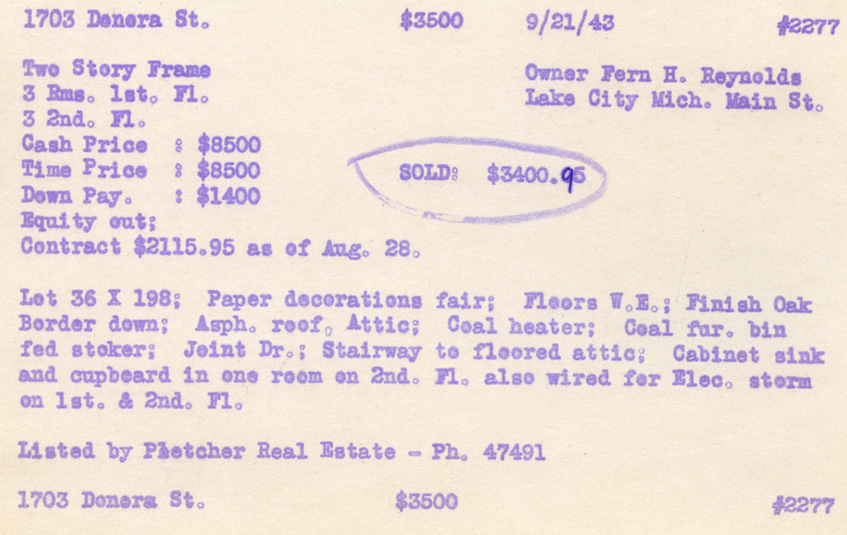 1703 Donora St. $3500 9/21/43 #2277
Two Story Frame
Owner Fern H. Reynolds
3 Rms. 1st. Fl.
Lake City Mich. Main St.
3 2nd. Fl.
Cash Price : $8500
Time Price : $8500
SOLD: $3400.95
Down Pay. : $1400
Equity out;
Contract $2115.95 as of Aug. 28.
Lot 36 X 198; Paper decorations fair; Floors W.E.; Finish Oak
Border down; Asph. roof, Attic; Coal heater; Coal fur. bin
fed stoker; Joint Dr.; Stairway to floored attic; Cabinet sink
and cupboard in one room on 2nd. Fl. also wired for Elec. storm
on 1st. & 2nd. Fl.
Listed by Pletcher Real Estate - Ph. 47491
1703 Donora St. $3500 #2277